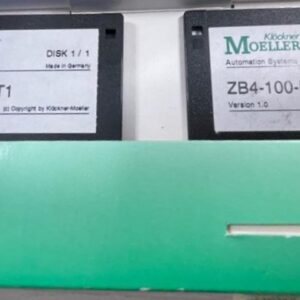 DISK 1 / 1
Made in Germany
T1
(c) Copyright by Klöckner-Moeller
Klöckner
MOELLER
Automation Systems
ZB4-100-
Version 1.0